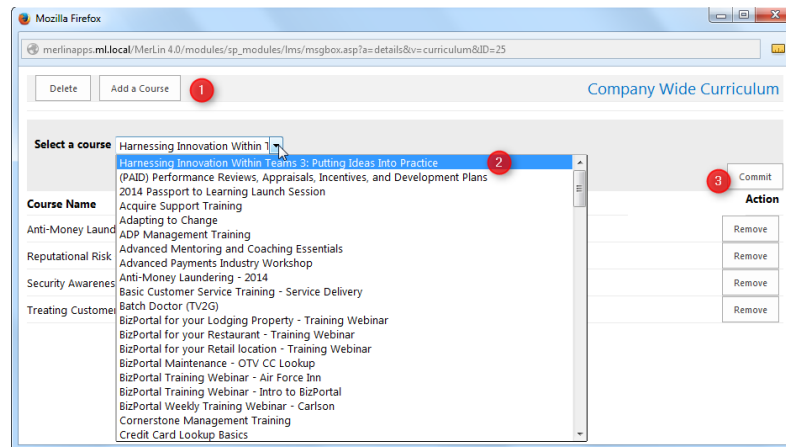 Mozilla Firefox
merlinapps.ml.local/MerLin 4.0/modules/sp_modules/lms/msgbox.asp?a=details&v=curriculum&ID=25
Delete Add a Course 1 Company Wide Curriculum
Select a course Harnessing Innovation Within T
Harnessing Innovation Within Teams 3: Putting Ideas Into Practice 2
(PAID) Performance Reviews, Appraisals, Incentives, and Development Plans
3 Commit
2014 Passport to Learning Launch Session
Acquire Support Training
Course Name Action
Adapting to Change
Anti-Money Laund Remove
ADP Management Training
Advanced Mentoring and Coaching Essentials
Reputational Risk Remove
Advanced Payments Industry Workshop
Anti-Money Laundering - 2014
Security Awarenes Remove
Basic Customer Service Training - Service Delivery
Batch Doctor (TV2G)
Treating Custome Remove
BizPortal for your Lodging Property - Training Webinar
BizPortal for your Restaurant - Training Webinar
BizPortal for your Retail location - Training Webinar
BizPortal Maintenance - OTV CC Lookup
BizPortal Training Webinar - Air Force Inn
BizPortal Training Webinar - Intro to BizPortal
BizPortal Weekly Training Webinar - Carlson
Cornerstone Management Training
Credit Card Lookup Basics